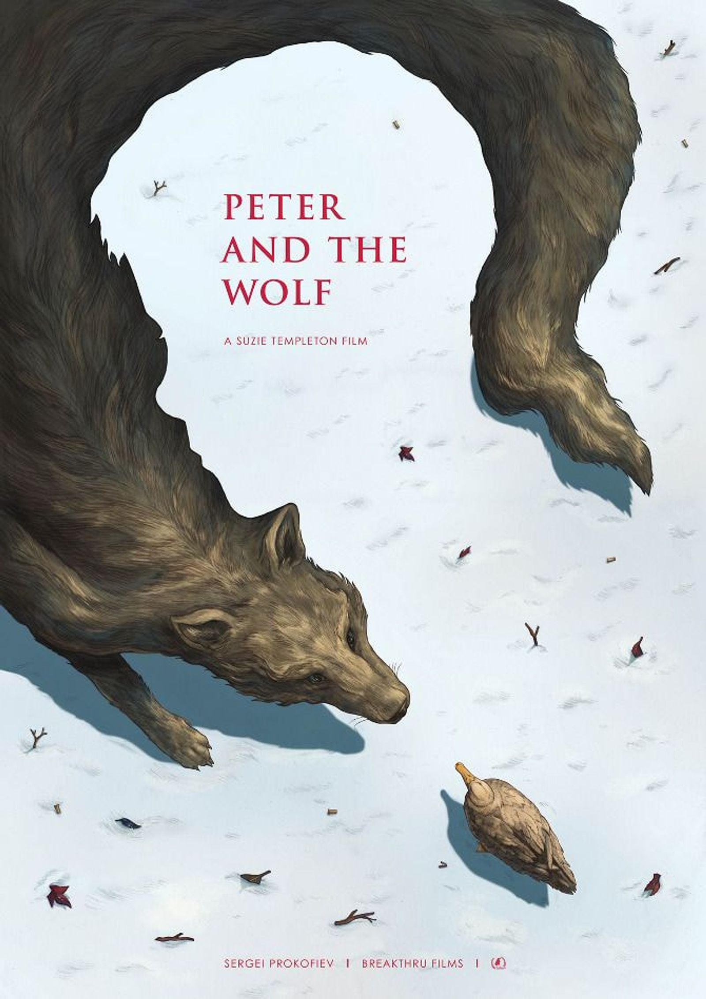 PETER
AND THE
WOLF
A SUZIE TEMPLETON FILM
SERGEI PROKOFIEV | BREAKTHRU FILMS |